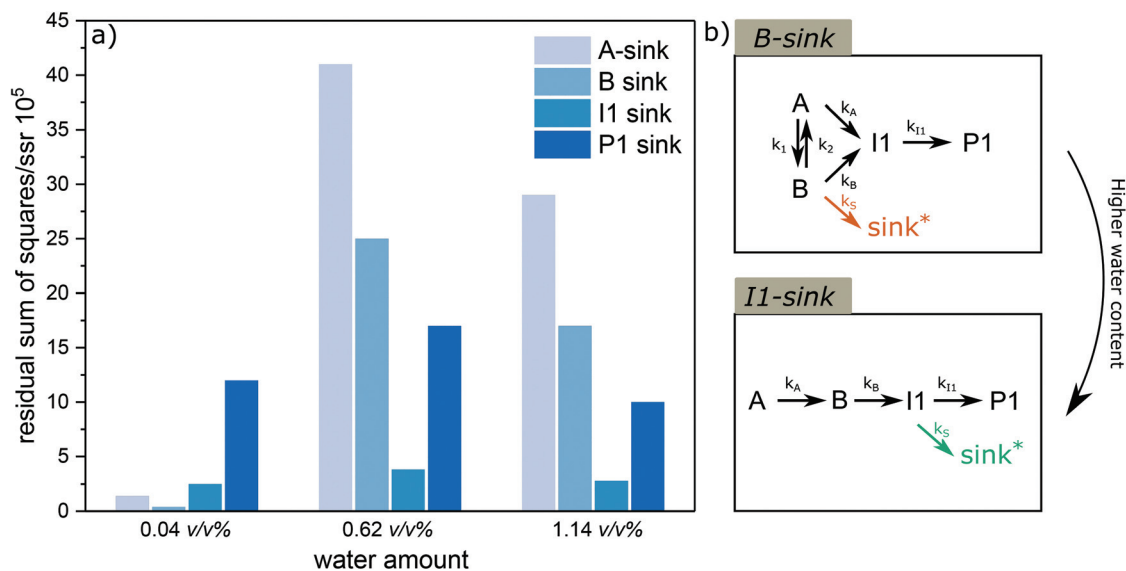 a)
45
40
35
30
25
20
15
10
5
0
residual sum of squares/ssr 10⁵
A-sink
B sink
I1 sink
P1 sink
0.04 v/v%
0.62 v/v%
1.14 v/v%
water amount
b)
B-sink
A
kA
k1
k2
I1
kI1
P1
B
kB
kS
sink*
Higher water content
I1-sink
A
kA
B
kB
I1
kI1
P1
kS
sink*